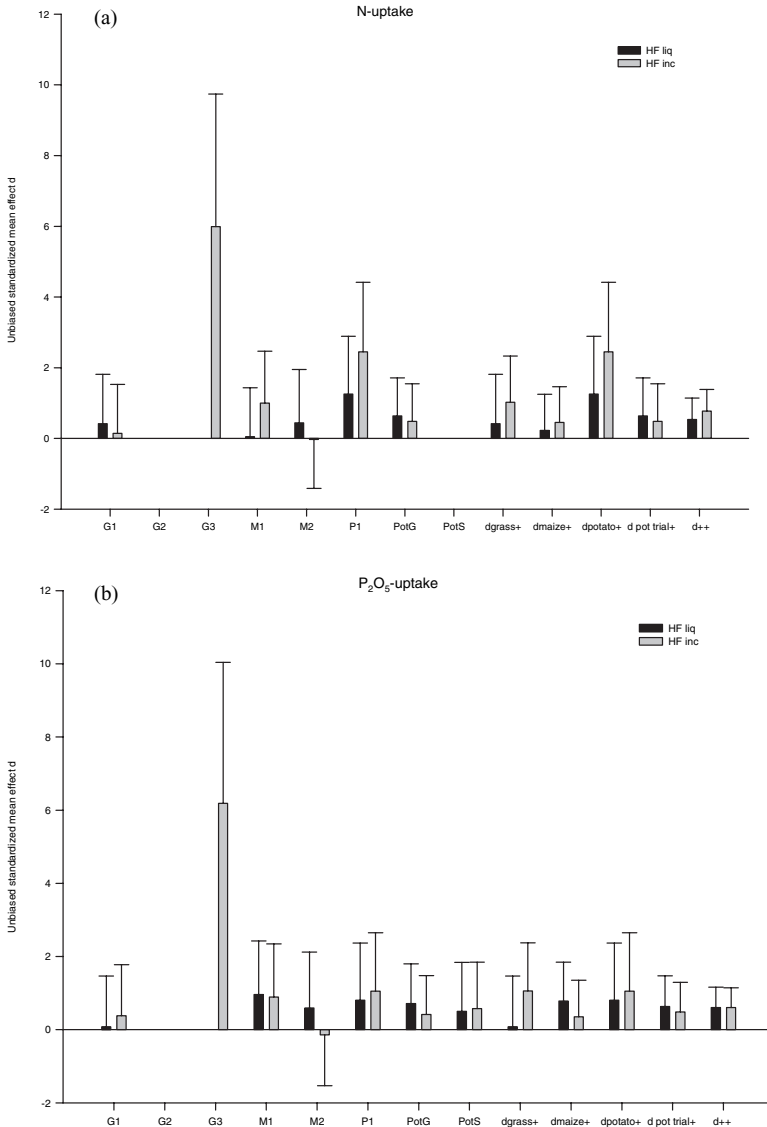 (a)
N-uptake
HF liq
HF inc
Unbiased standardized mean effect d
12
10
8
6
4
2
0
-2
G1 G2 G3 M1 M2 P1 PotG PotS dgrass+ dmaize+ dpotato+ d pot trial+ d++
(b)
P2O5-uptake
HF liq
HF inc
Unbiased standardized mean effect d
12
10
8
6
4
2
0
-2
G1 G2 G3 M1 M2 P1 PotG PotS dgrass+ dmaize+ dpotato+ d pot trial+ d++